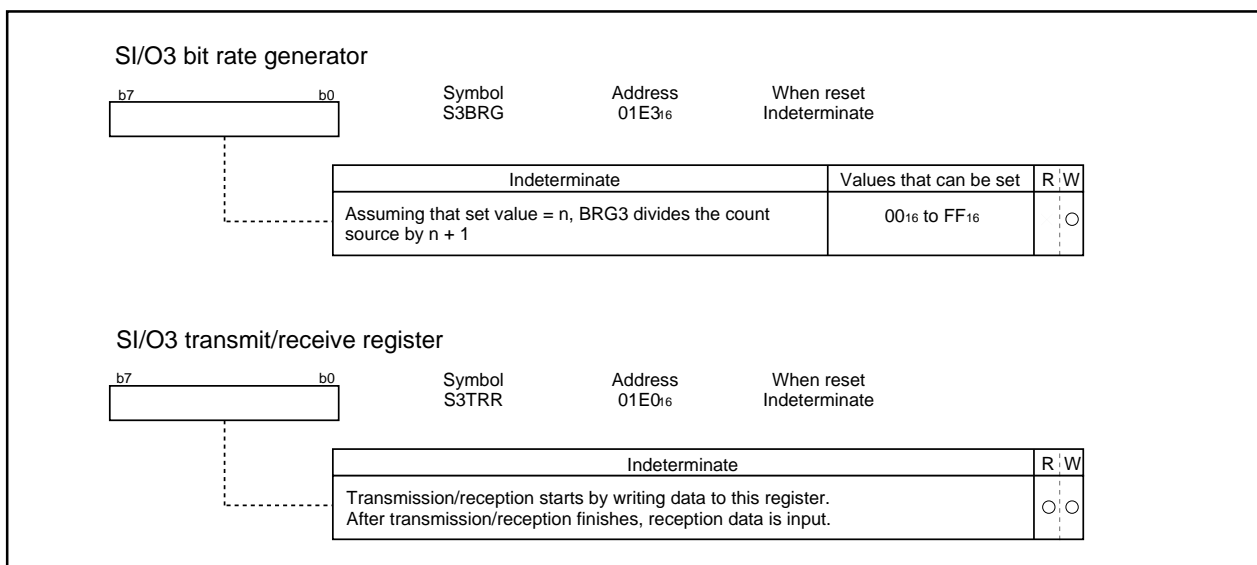 SI/O3 bit rate generator
b7 b0 Symbol Address When reset
S3BRG 01E3₁₆ Indeterminate
Indeterminate Values that can be set R W
Assuming that set value = n, BRG3 divides the count 00₁₆ to FF₁₆ ○
source by n + 1
SI/O3 transmit/receive register
b7 b0 Symbol Address When reset
S3TRR 01E0₁₆ Indeterminate
Indeterminate R W
Transmission/reception starts by writing data to this register.
After transmission/reception finishes, reception data is input. ○ ○